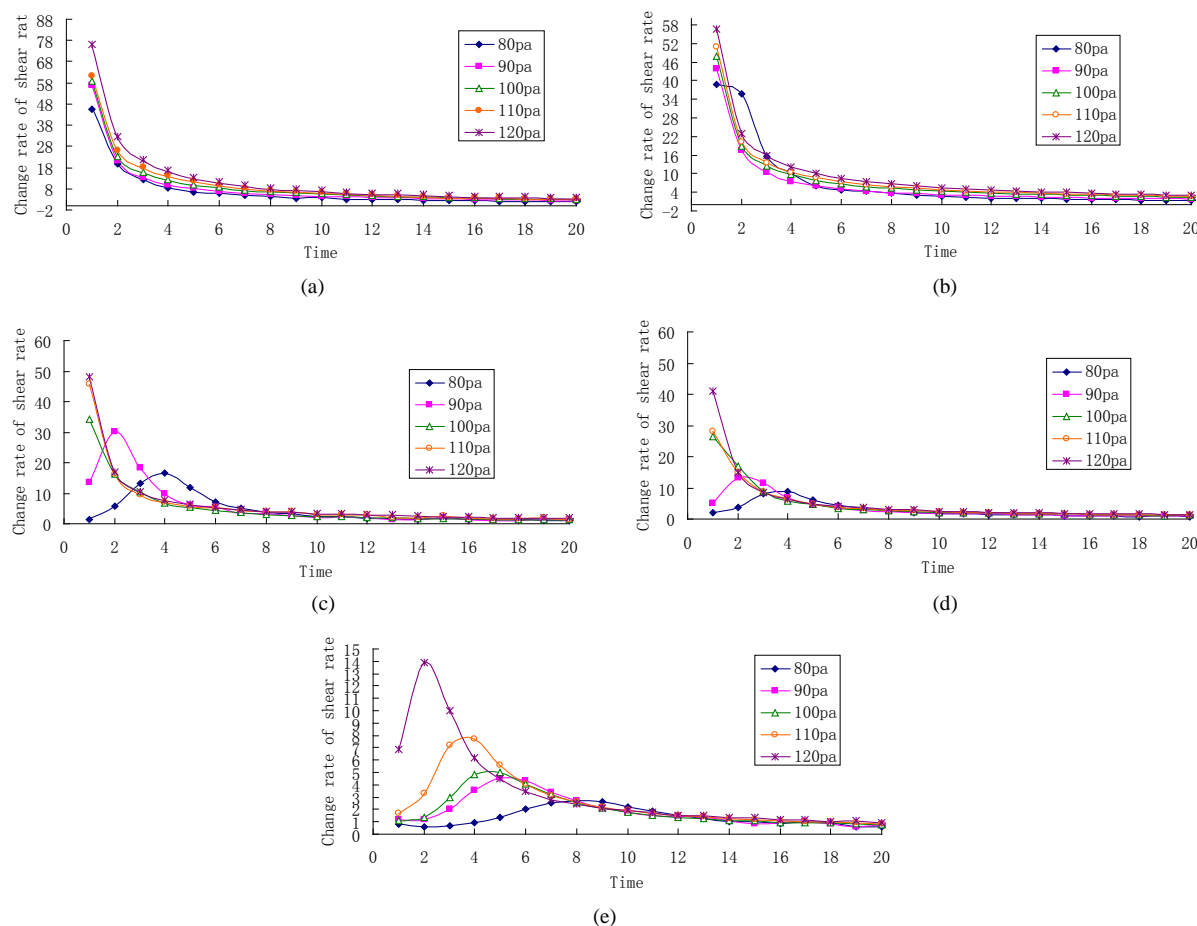 Change rate of shear rat
88
78
68
58
48
38
28
18
8
-2
0 2 4 6 8 10 12 14 16 18 20
Time
80pa
90pa
100pa
110pa
120pa
(a)
Change rate of shear rate
58
52
46
40
34
28
22
16
10
4
-2
0 2 4 6 8 10 12 14 16 18 20
Time
80pa
90pa
100pa
110pa
120pa
(b)
Change rate of shear rate
60
50
40
30
20
10
0
0 2 4 6 8 10 12 14 16 18 20
Time
80pa
90pa
100pa
110pa
120pa
(c)
Change rate of shear rate
60
50
40
30
20
10
0
0 2 4 6 8 10 12 14 16 18 20
Time
80pa
90pa
100pa
110pa
120pa
(d)
Change rate of shear rate
15
14
13
12
11
10
9
8
7
6
5
4
3
2
1
0
0 2 4 6 8 10 12 14 16 18 20
Time
80pa
90pa
100pa
110pa
120pa
(e)